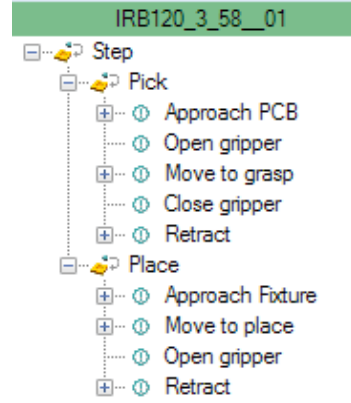 IRB120_3_58__01
Step
Pick
Approach PCB
Open gripper
Move to grasp
Close gripper
Retract
Place
Approach Fixture
Move to place
Open gripper
Retract